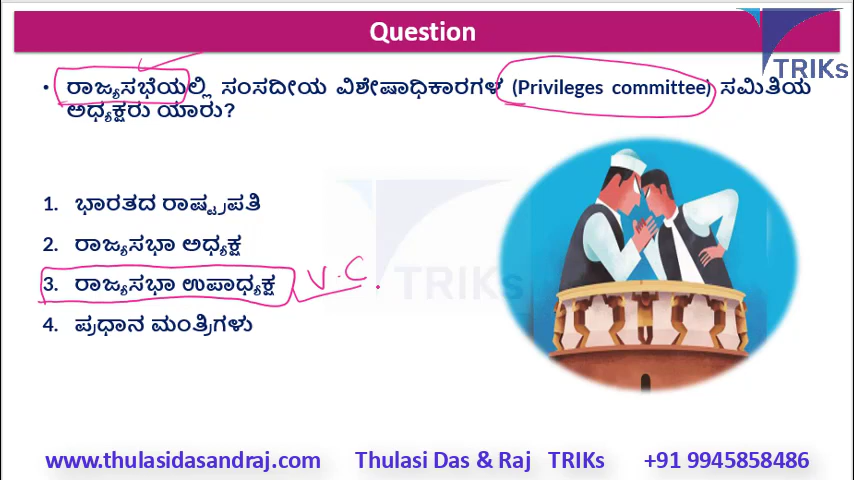 Question
TRIKs
• ರಾಜ್ಯಸಭೆಯಲ್ಲಿ ಸಂಸದೀಯ ವಿಶೇಷಾಧಿಕಾರಗಳ (Privileges committee) ಸಮಿತಿಯ
ಅಧ್ಯಕ್ಷರು ಯಾರು?
1. ಭಾರತದ ರಾಷ್ಟ್ರಪತಿ
2. ರಾಜ್ಯಸಭಾ ಅಧ್ಯಕ್ಷ
3. ರಾಜ್ಯಸಭಾ ಉಪಾಧ್ಯಕ್ಷ V.C.
TRIKs
4. ಪ್ರಧಾನ ಮಂತ್ರಿಗಳು
www.thulasidasandraj.com Thulasi Das & Raj TRIKs +91 9945858486